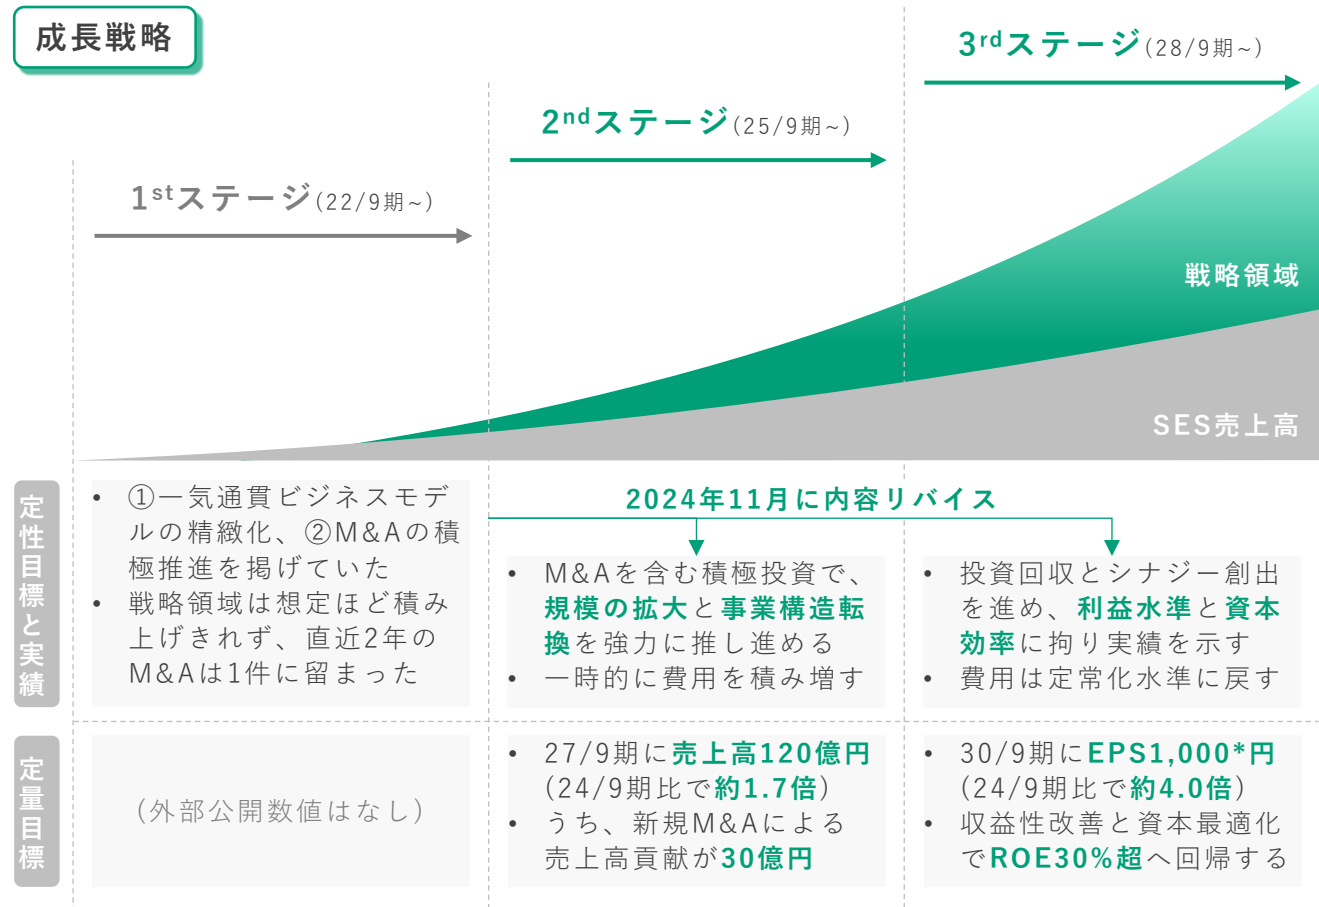 成長戦略
1stステージ(22/9期~)
2ndステージ(25/9期~)
3rdステージ(28/9期~)
戦略領域
SES売上高
定性目標と実績
• ①一気通貫ビジネスモデ
ルの精緻化、②M&Aの積
極推進を掲げていた
• 戦略領域は想定ほど積み
上げきれず、直近2年の
M&Aは1件に留まった
2024年11月に内容リバイス
• M&Aを含む積極投資で、
規模の拡大と事業構造転
換を強力に推し進める
• 一時的に費用を積み増す
• 投資回収とシナジー創出
を進め、利益水準と資本
効率に拘り実績を示す
• 費用は定常化水準に戻す
定量目標
(外部公開数値はなし)
• 27/9期に売上高120億円
(24/9期比で約1.7倍)
• うち、新規M&Aによる
売上高貢献が30億円
• 30/9期にEPS1,000*円
(24/9期比で約4.0倍)
• 収益性改善と資本最適化
でROE30%超へ回帰する